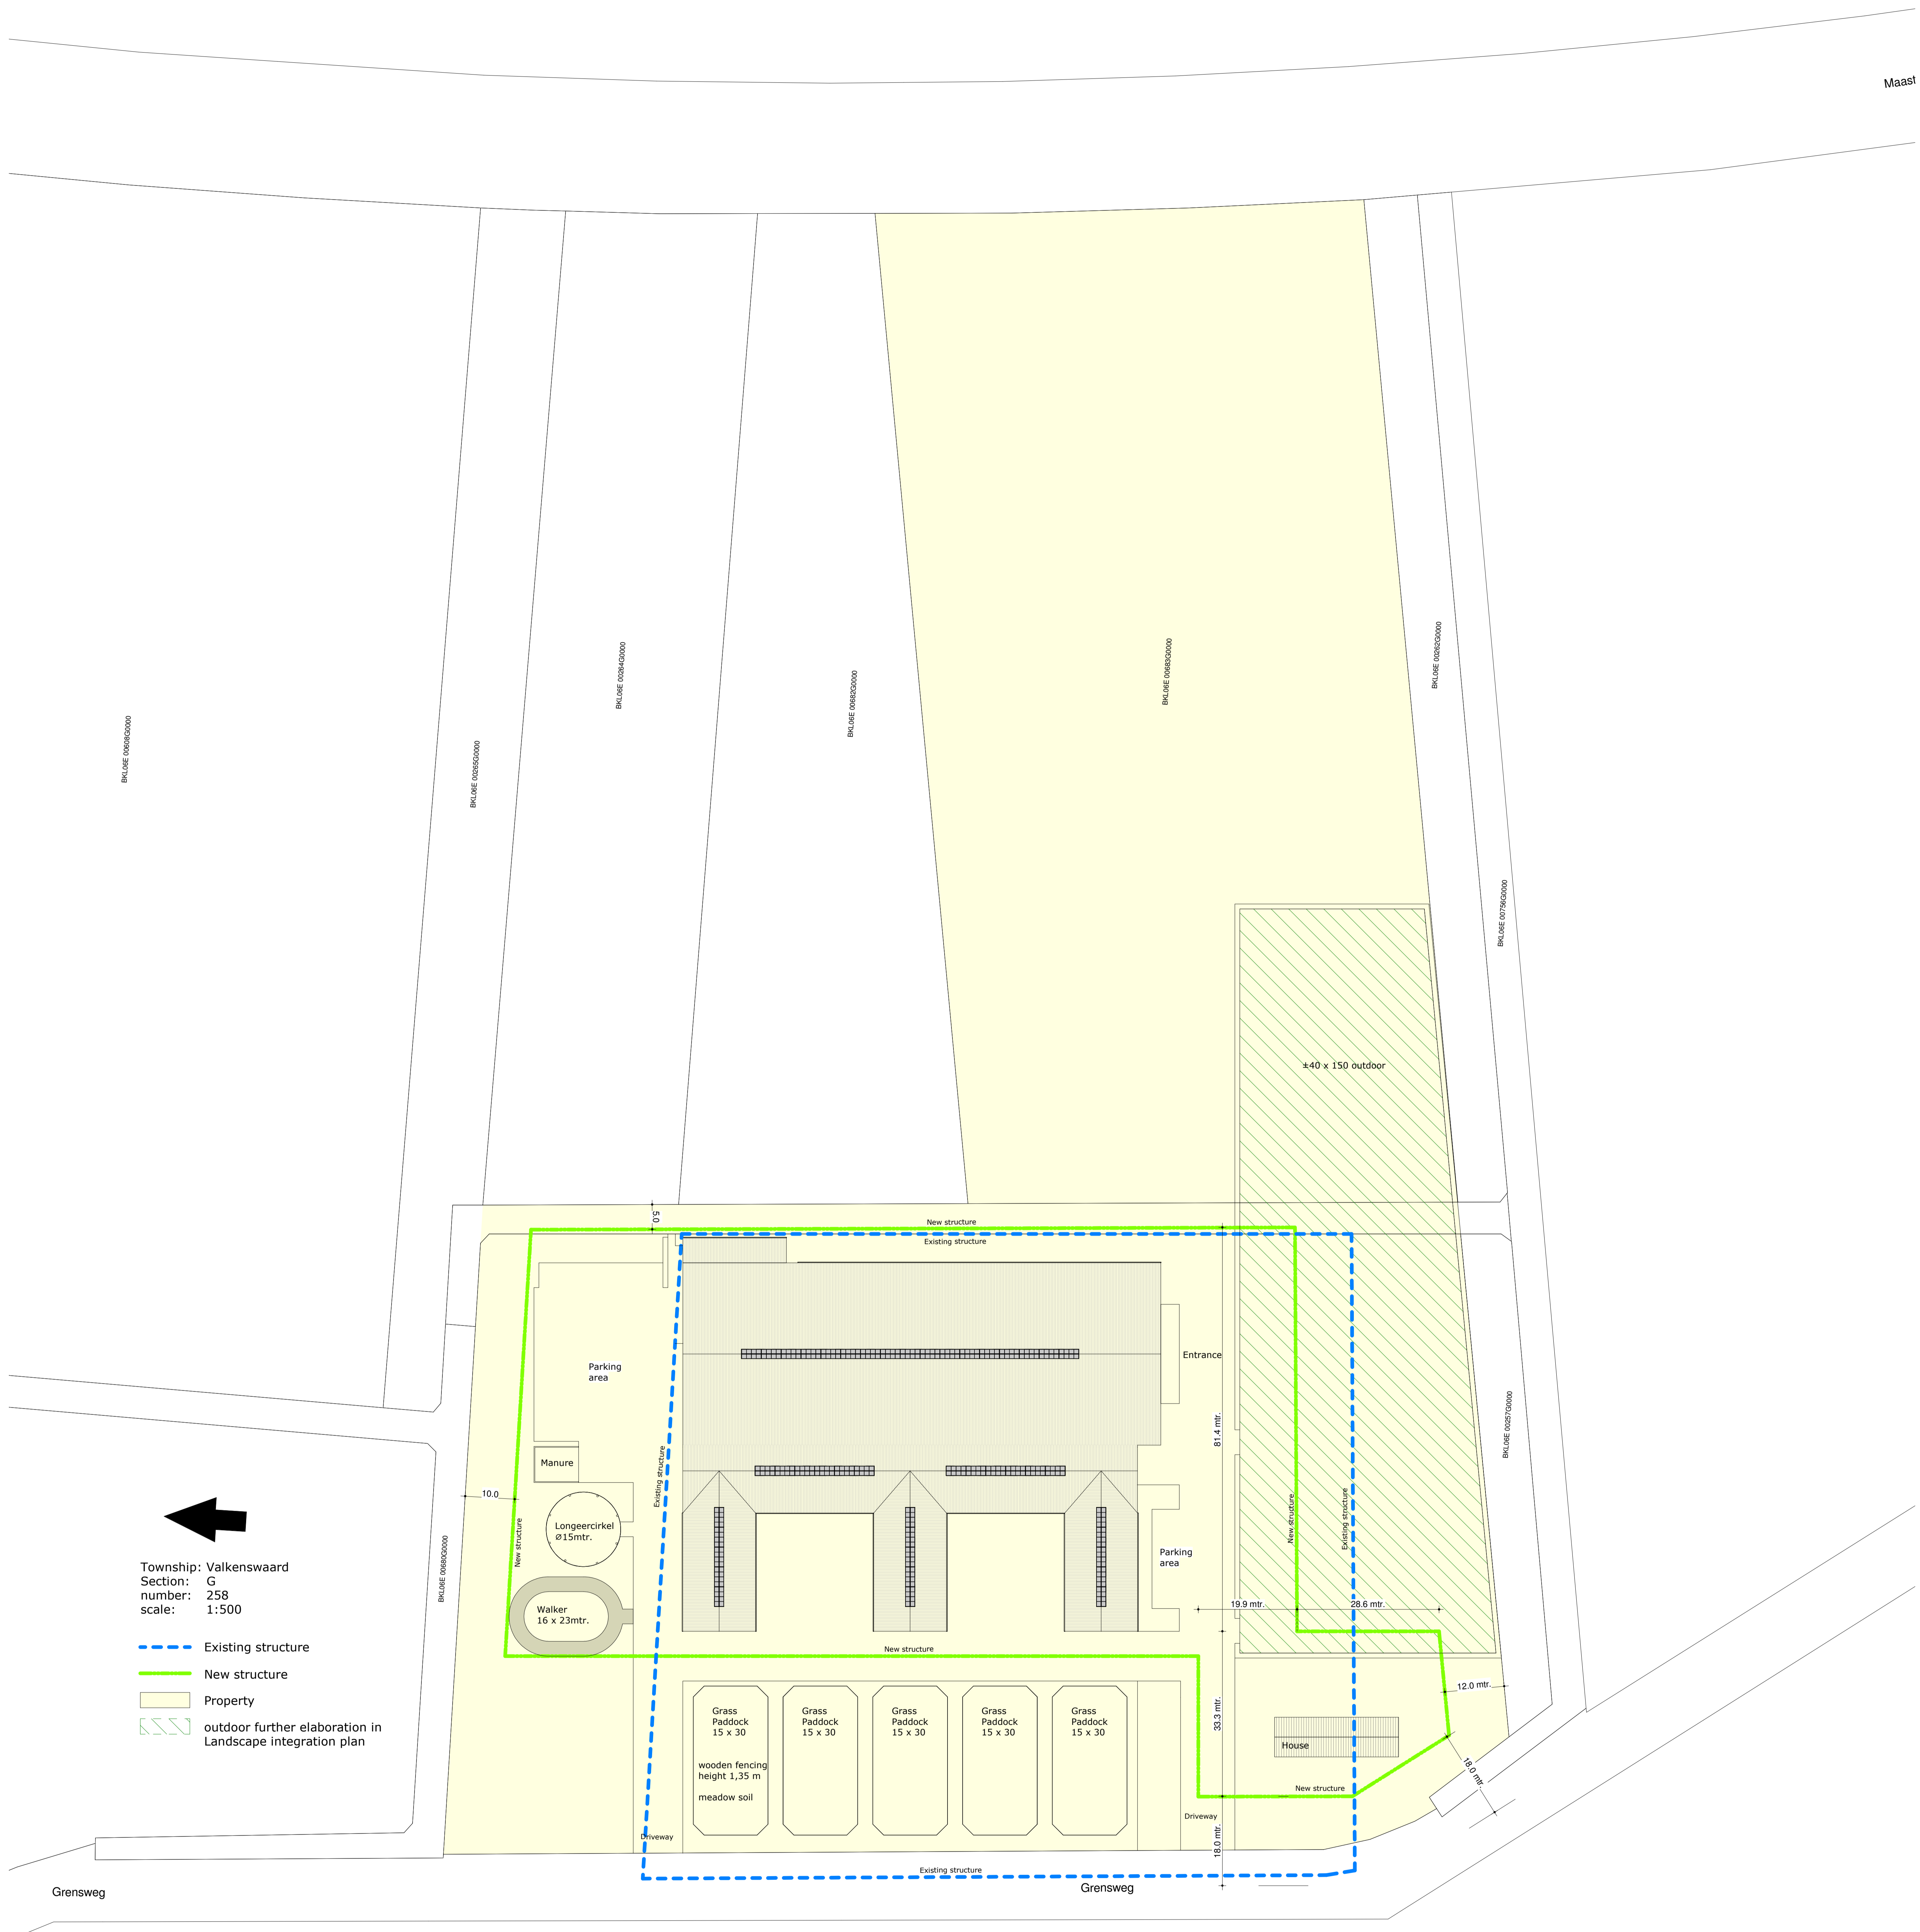 Maast
BKL06E 00608G0000
BKL06E 00265G0000
BKL06E 00264G0000
BKL06E 00682G0000
BKL06E 00683G0000
BKL06E 00262G0000
BKL06E 00756G0000
±40 x 150 outdoor
5.0
New structure
Existing structure
Entrance
Parking
area
81.4 mtr.
BKL06E 00257G0000
Manure
Existing structure
10.0
New structure
Longeercirkel
Ø15mtr.
New structure
Existing structure
Parking
area
BKL06E 00680G0000
Walker
16 x 23mtr.
19.9 mtr.
28.6 mtr.
New structure
12.0 mtr.
Grass
Paddock
15 x 30
Grass
Paddock
15 x 30
Grass
Paddock
15 x 30
Grass
Paddock
15 x 30
Grass
Paddock
15 x 30
33.3 mtr.
House
wooden fencing
height 1,35 m
meadow soil
18.0 mtr.
New structure
Driveway
Driveway
18.0 mtr.
Existing structure
Grensweg
Grensweg
Township: Valkenswaard
Section: G
number: 258
scale: 1:500
Existing structure
New structure
Property
outdoor further elaboration in
Landscape integration plan